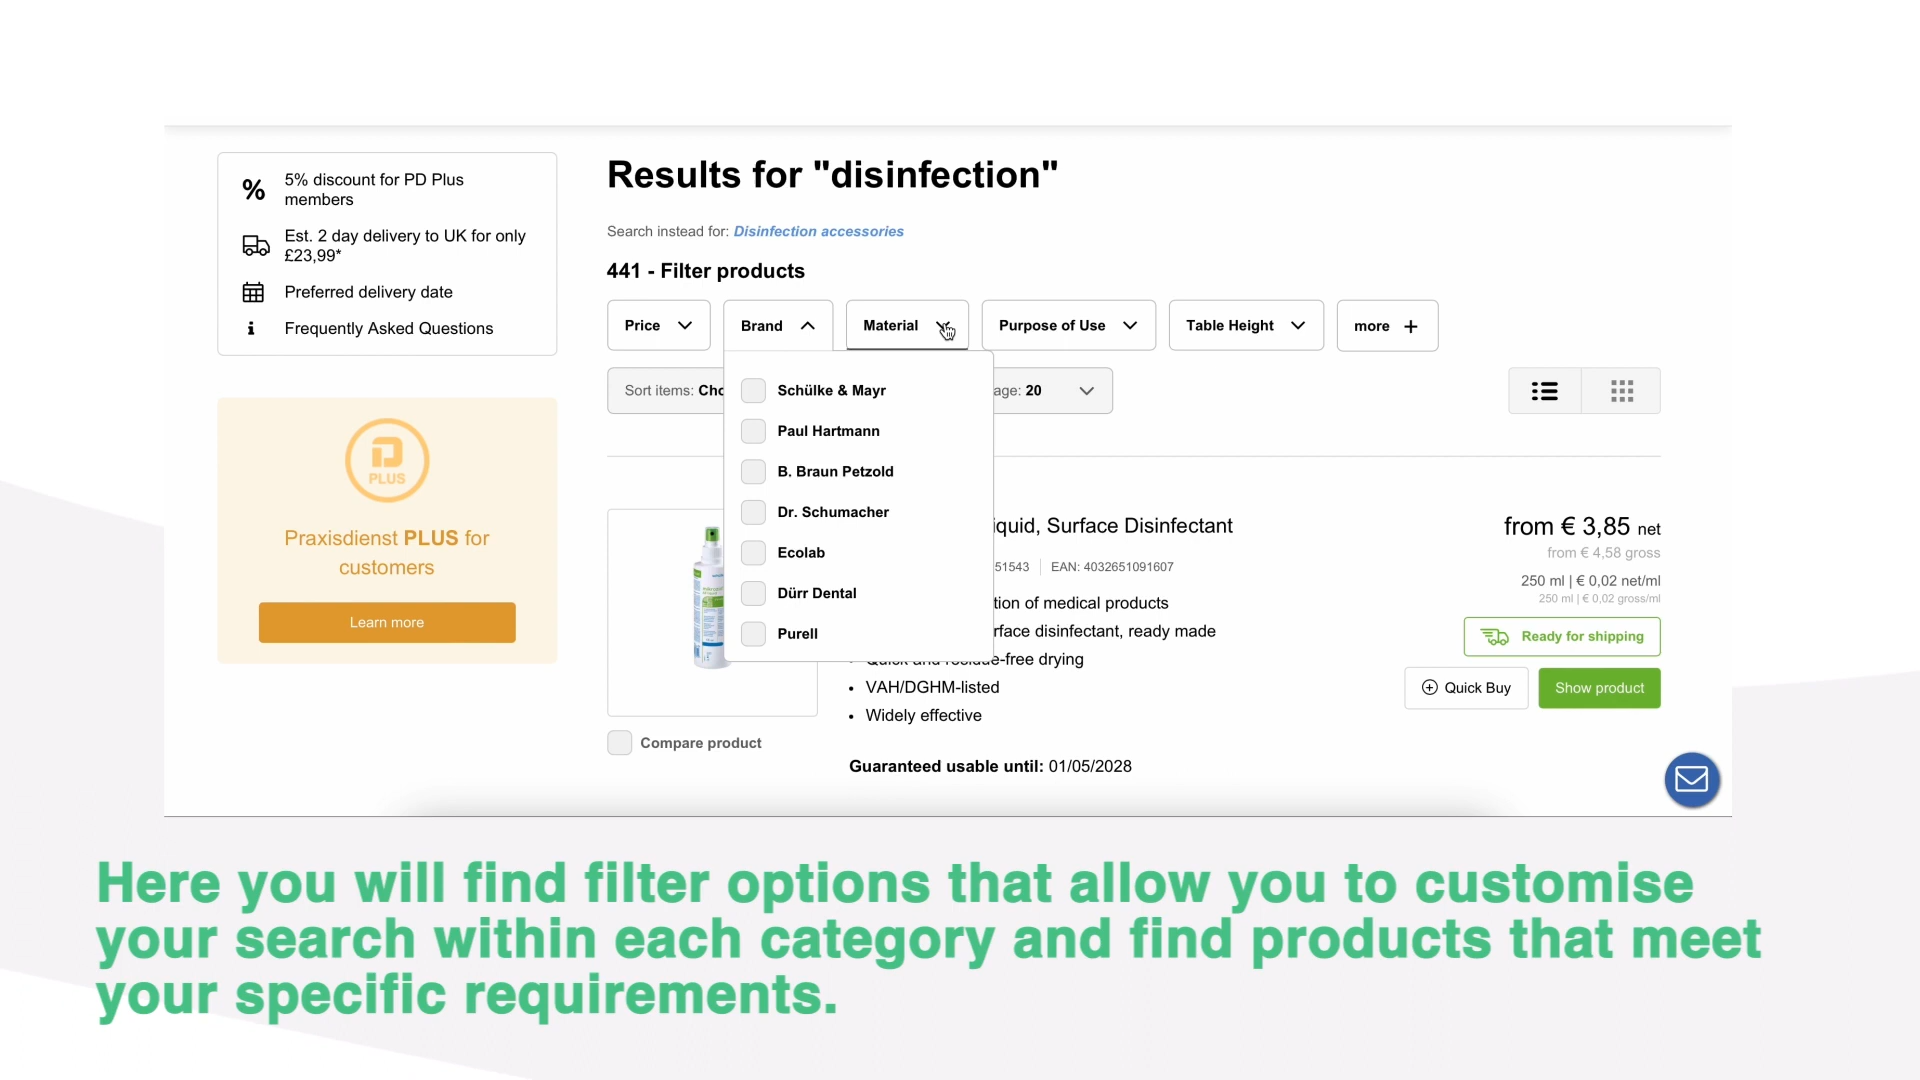 5% discount for PD Plus
members
Est. 2 day delivery to UK for only
£23,99*
Preferred delivery date
Frequently Asked Questions
PLUS
Praxisdienst PLUS for
customers
Learn more
Results for "disinfection"
Search instead for: Disinfection accessories
441 - Filter products
Price
Brand
Material
Purpose of Use
Table Height
more
Sort items:
20
Schülke & Mayr
Paul Hartmann
B. Braun Petzold
Dr. Schumacher
Ecolab
Dürr Dental
Purell
Surface Disinfectant
51543
EAN: 4032651091607
of medical products
disinfectant, ready made
drying
VAH/DGHM-listed
Widely effective
Guaranteed usable until: 01/05/2028
Compare product
from € 3,85 net
from € 4,58 gross
250 ml | € 0,02 net/ml
250 ml | € 0,02 gross/ml
Ready for shipping
Quick Buy
Show product
Here you will find filter options that allow you to customise
your search within each category and find products that meet
your specific requirements.